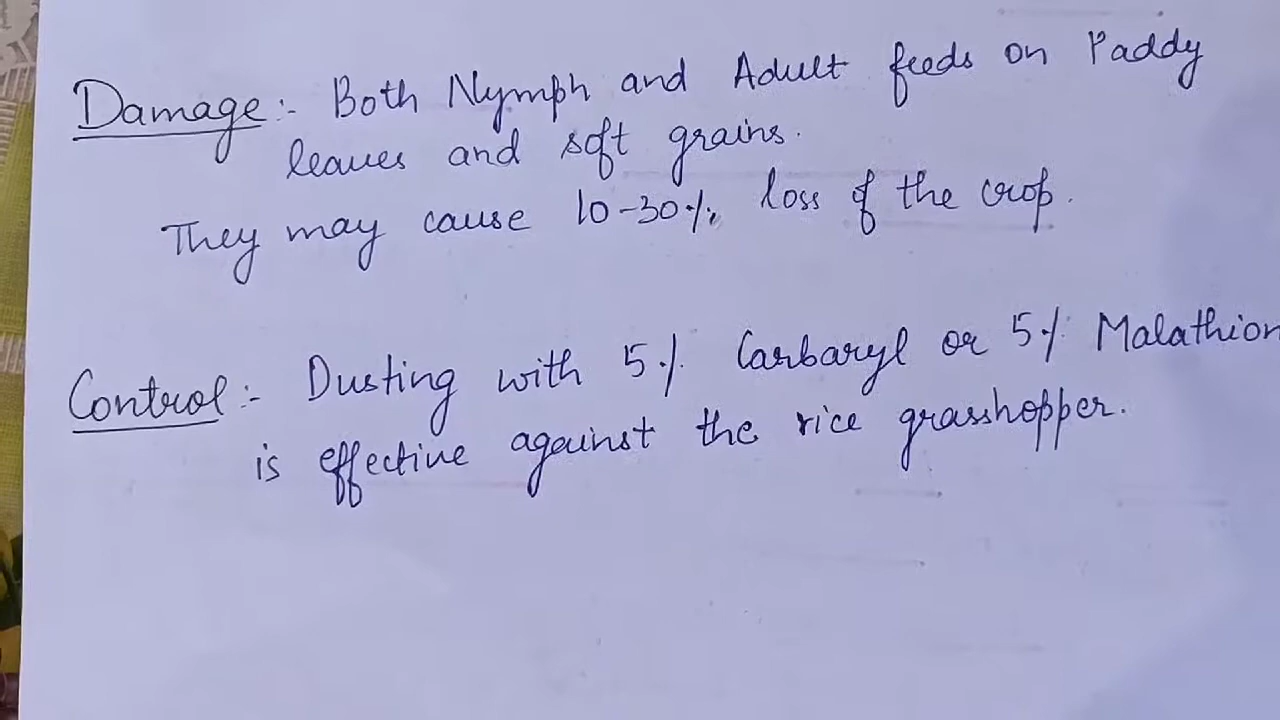 Damage:- Both Nymph and Adult feeds on Paddy
leaves and soft grains.
They may cause 10-30% loss of the crop.
Control:- Dusting with 5% Carbaryl or 5% Malathion
is effective against the rice grasshopper.